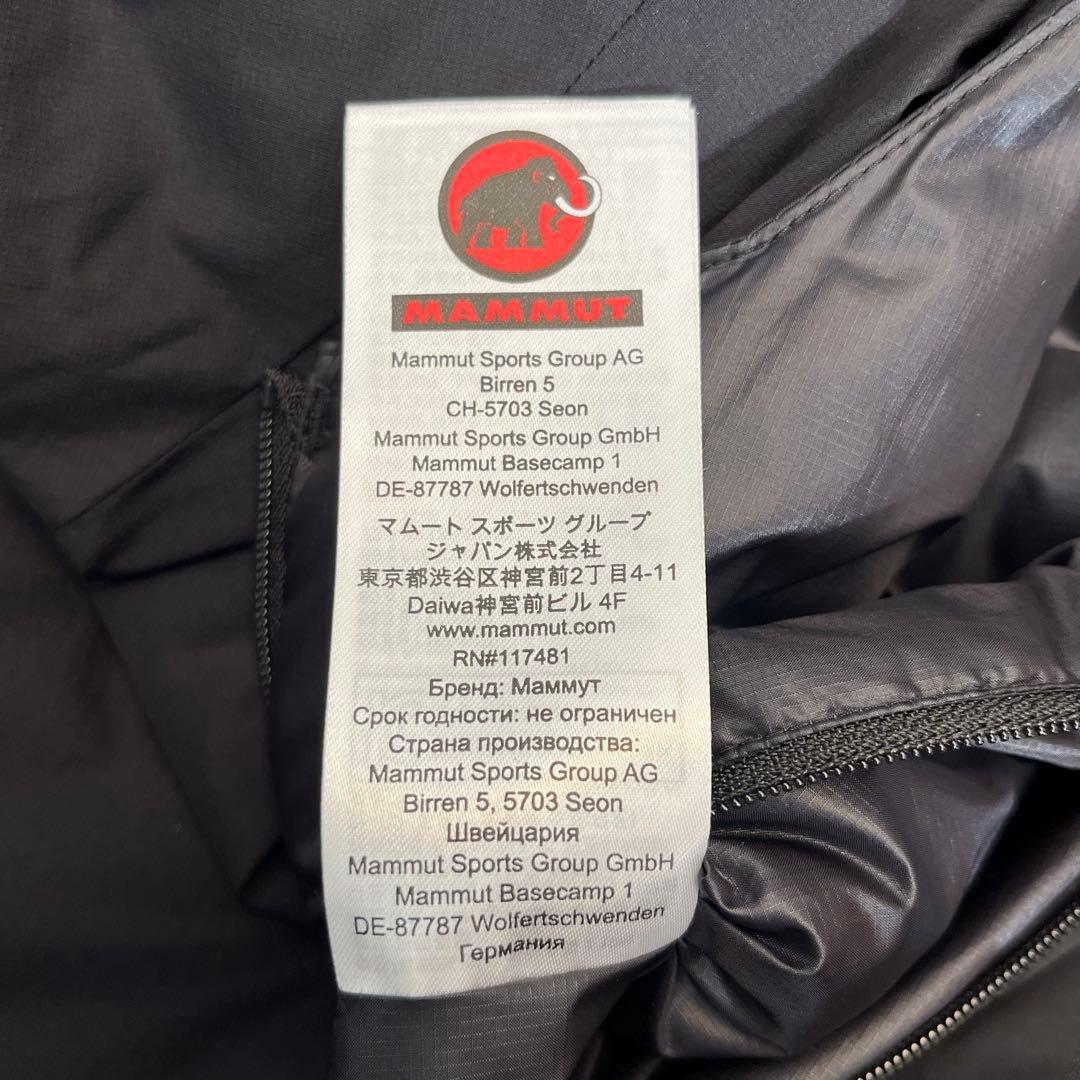 MAMMUT
Mammut Sports Group AG
Birren 5
CH-5703 Seon
Mammut Sports Group GmbH
Mammut Basecamp 1
DE-87787 Wolfertschwenden
マムート スポーツ グループ
ジャパン株式会社
東京都渋谷区神宮前2丁目4-11
Daiwa神宮前ビル 4F
www.mammut.com
RN#117481
Бренд: Маммут
Срок годности: не ограничен
Страна производства:
Mammut Sports Group AG
Birren 5, 5703 Seon
Швейцария
Mammut Sports Group GmbH
Mammut Basecamp 1
DE-87787 Wolfertschwenden
Германия